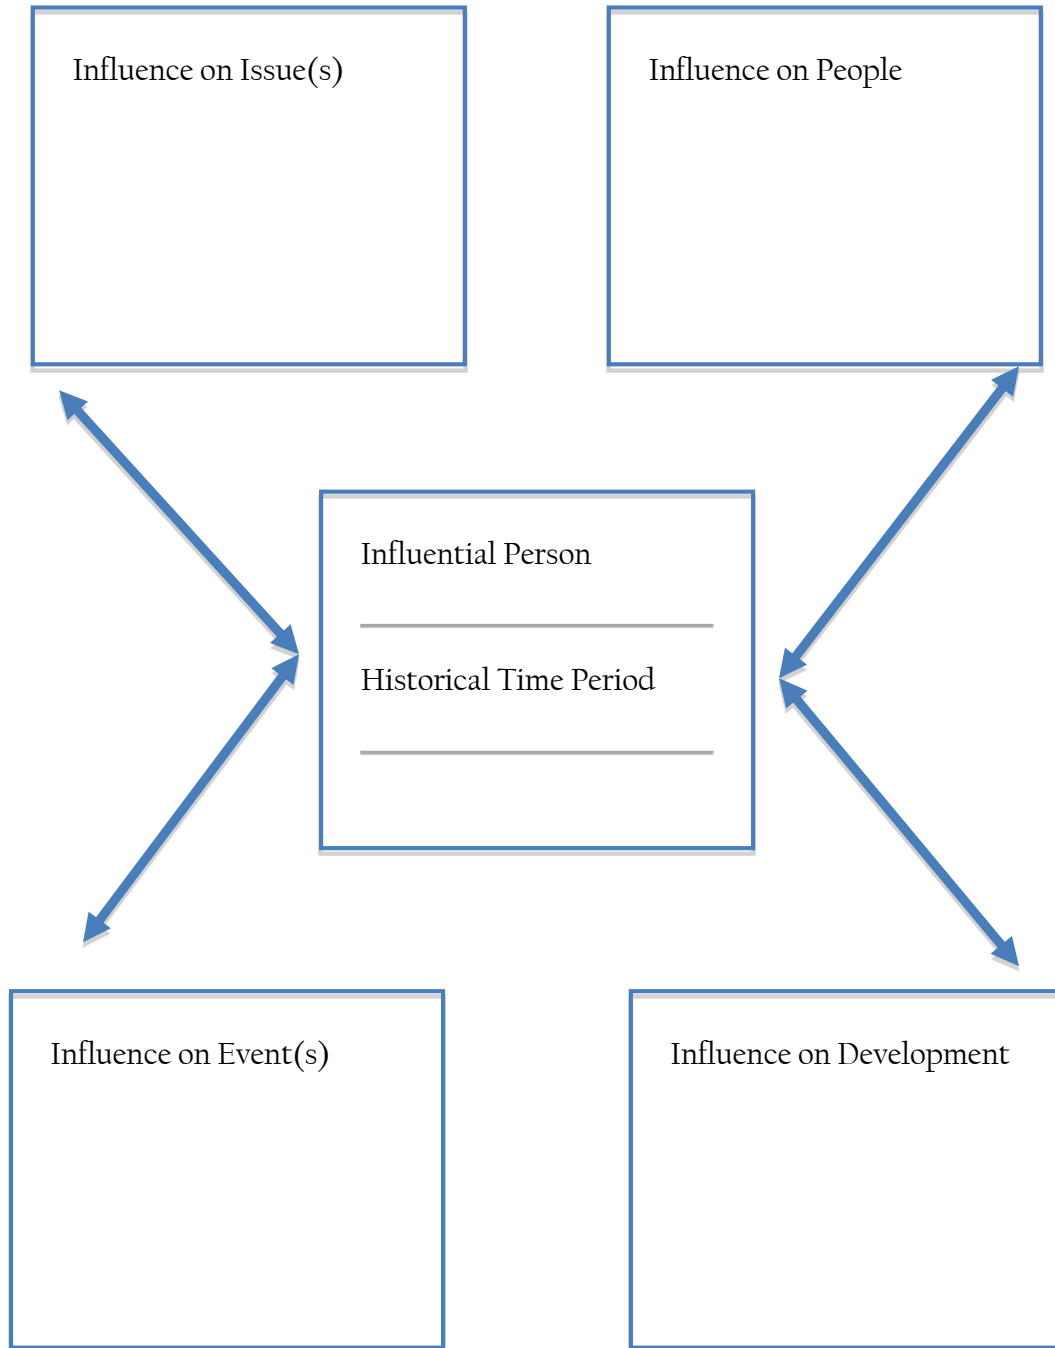 Influence on Issue(s)
Influence on People
Influential Person
Historical Time Period
Influence on Event(s)
Influence on Development